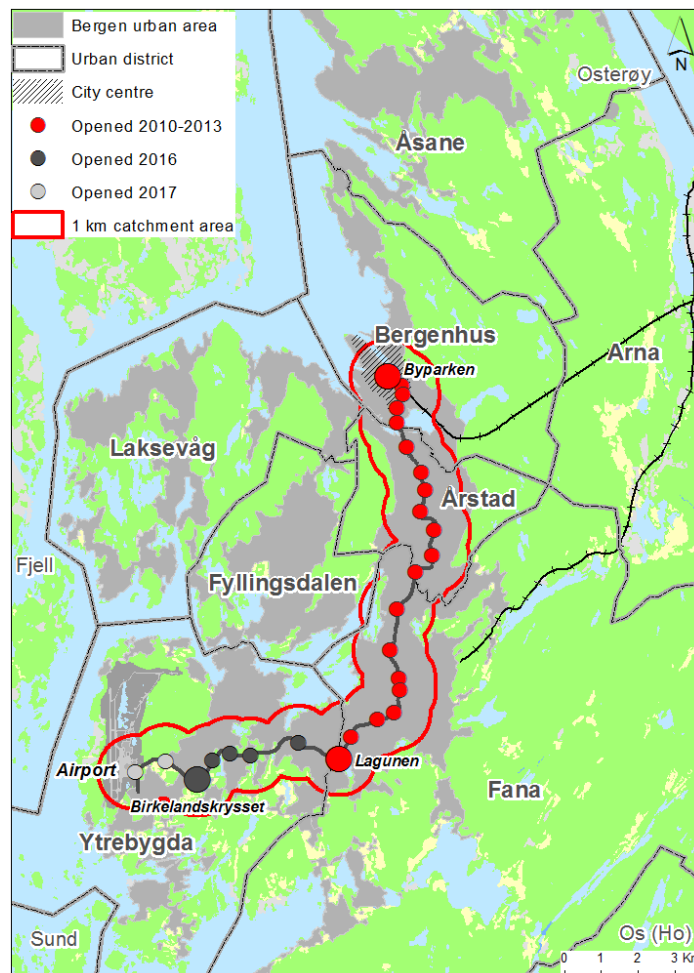 Bergen urban area
Urban district
City centre
Opened 2010-2013
Opened 2016
Opened 2017
1 km catchment area
N
Osterøy
Åsane
Bergenhus
Arna
Byparken
Laksevåg
Årstad
Fjell
Fyllingsdalen
Airport
Lagunen
Birkelandskrysset
Fana
Ytrebygda
Sund
Os (Ho)
0 1 2 3 K